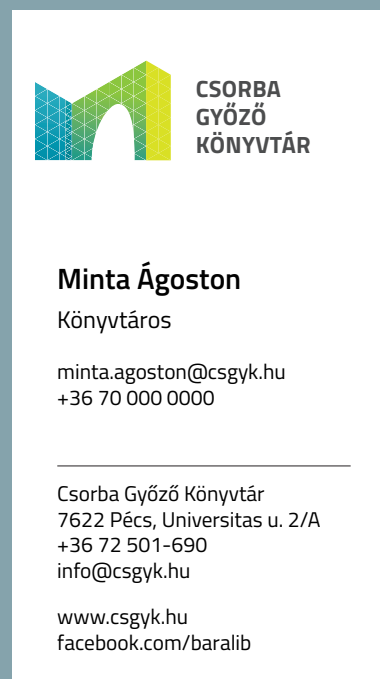 CSORBA
GYŐZŐ
KÖNYVTÁR
Minta Ágoston
Könyvtáros
minta.agoston@csgyk.hu
+36 70 000 0000
Csorba Győző Könyvtár
7622 Pécs, Universitas u. 2/A
+36 72 501-690
info@csgyk.hu
www.csgyk.hu
facebook.com/baralib